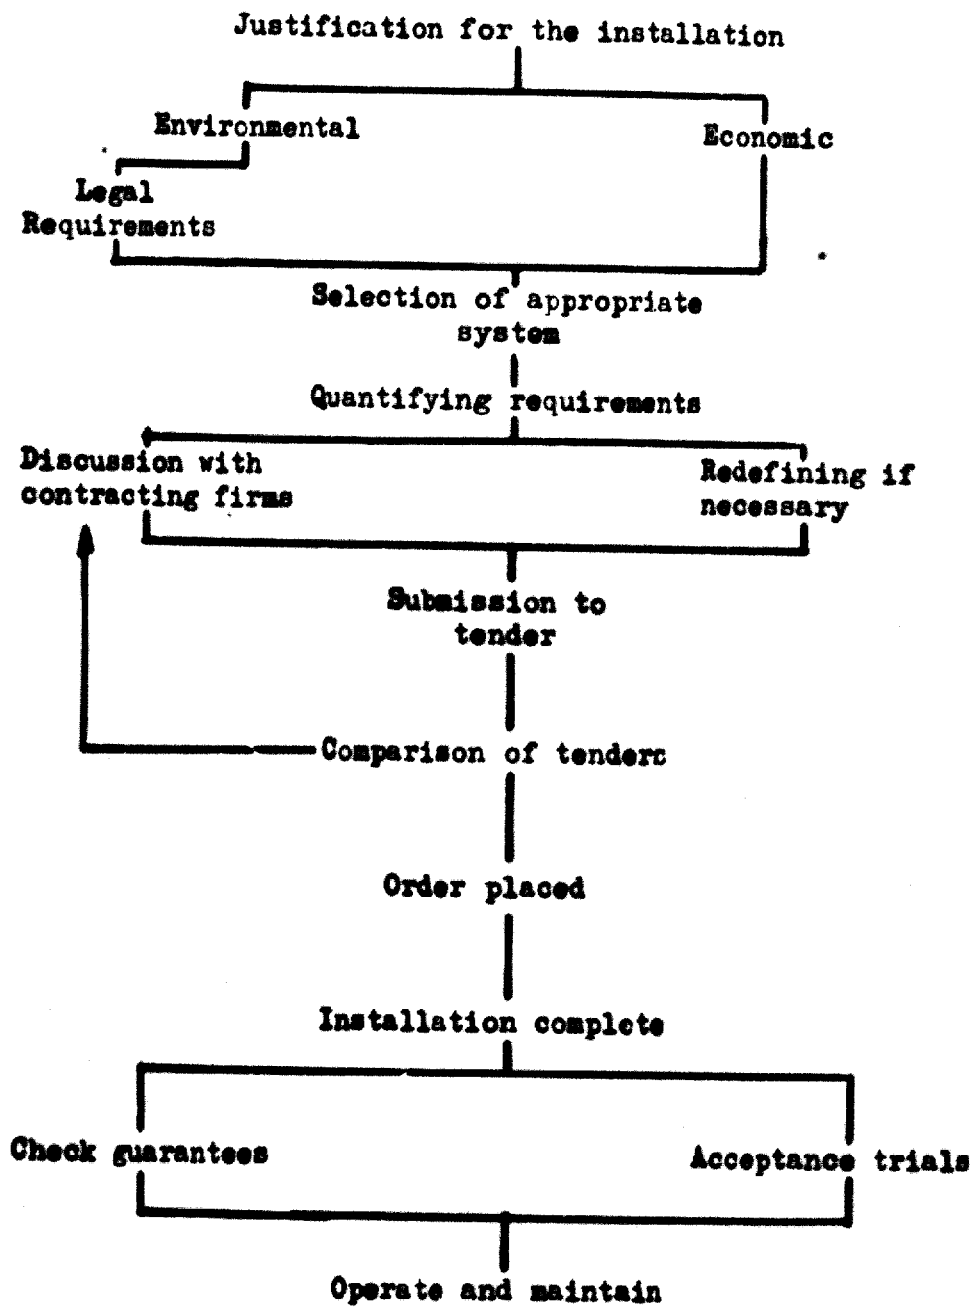 Justification for the installation
Environmental
Economic
Legal
Requirements
Selection of appropriate
system
Quantifying requirements
Discussion with
contracting firms
Redefining if
necessary
Submission to
tender
Comparison of tenders
Order placed
Installation complete
Check guarantees
Acceptance trials
Operate and maintain